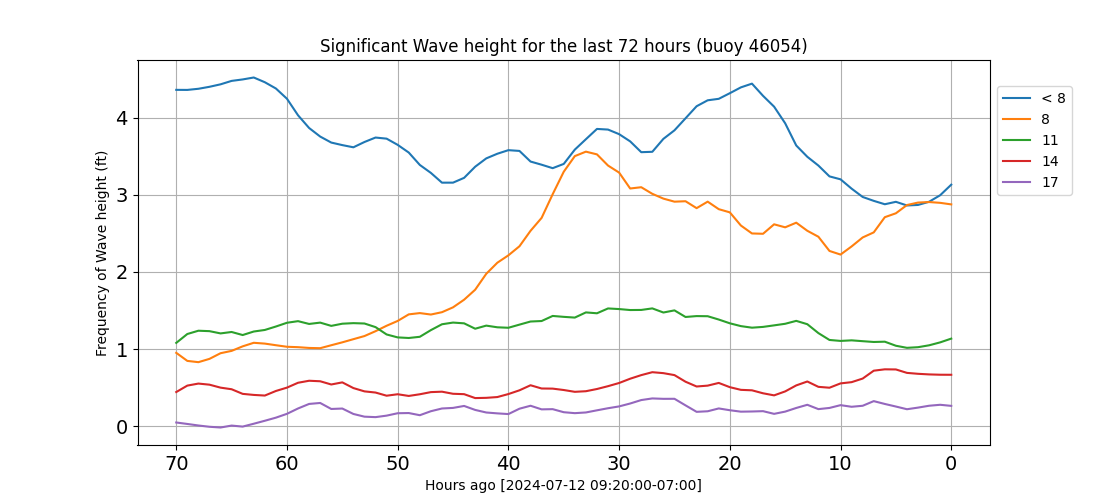 Significant Wave height for the last 72 hours (buoy 46054)
Frequency of Wave height (ft)
4
3
2
1
0
70 60 50 40 30 20 10 0
Hours ago [2024-07-12 09:20:00-07:00]
< 8
8
11
14
17